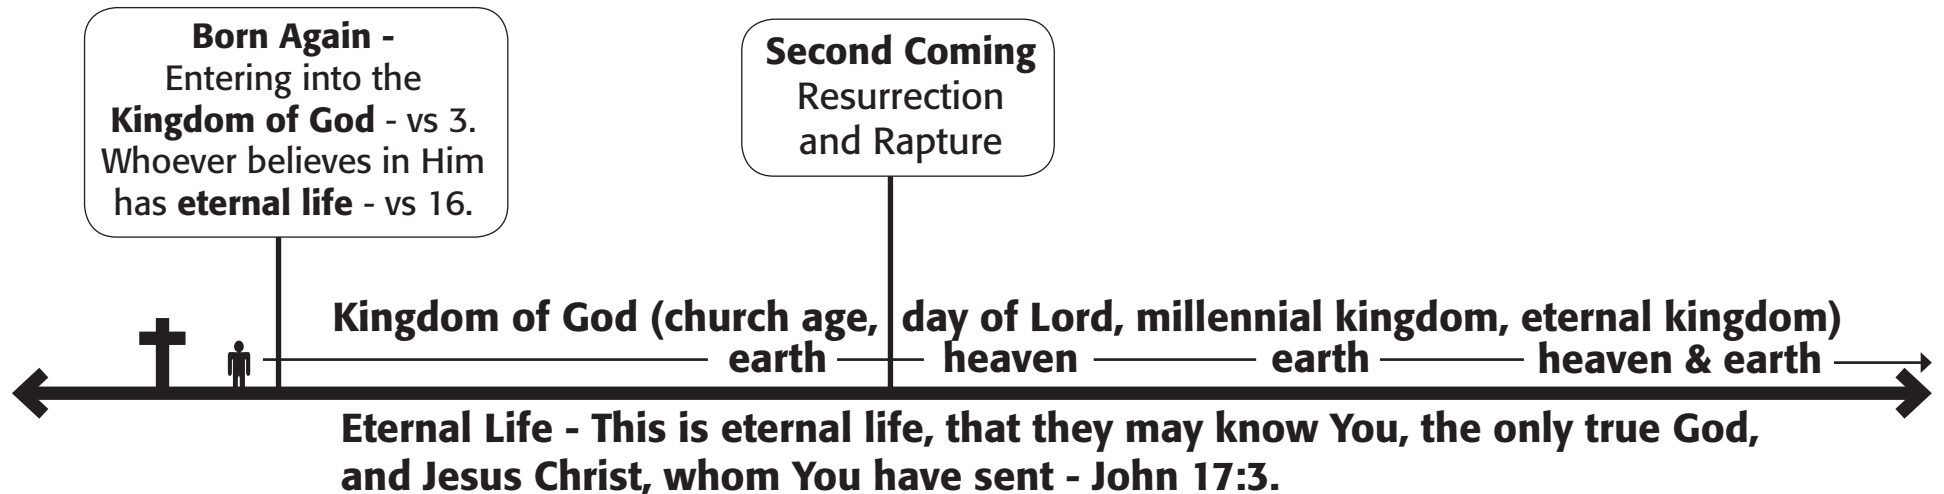 Born Again -
Entering into the
Kingdom of God - vs 3.
Whoever believes in Him
has eternal life - vs 16.
Second Coming
Resurrection
and Rapture
Kingdom of God (church age, day of Lord, millennial kingdom, eternal kingdom)
earth heaven earth heaven & earth
Eternal Life - This is eternal life, that they may know You, the only true God,
and Jesus Christ, whom You have sent - John 17:3.